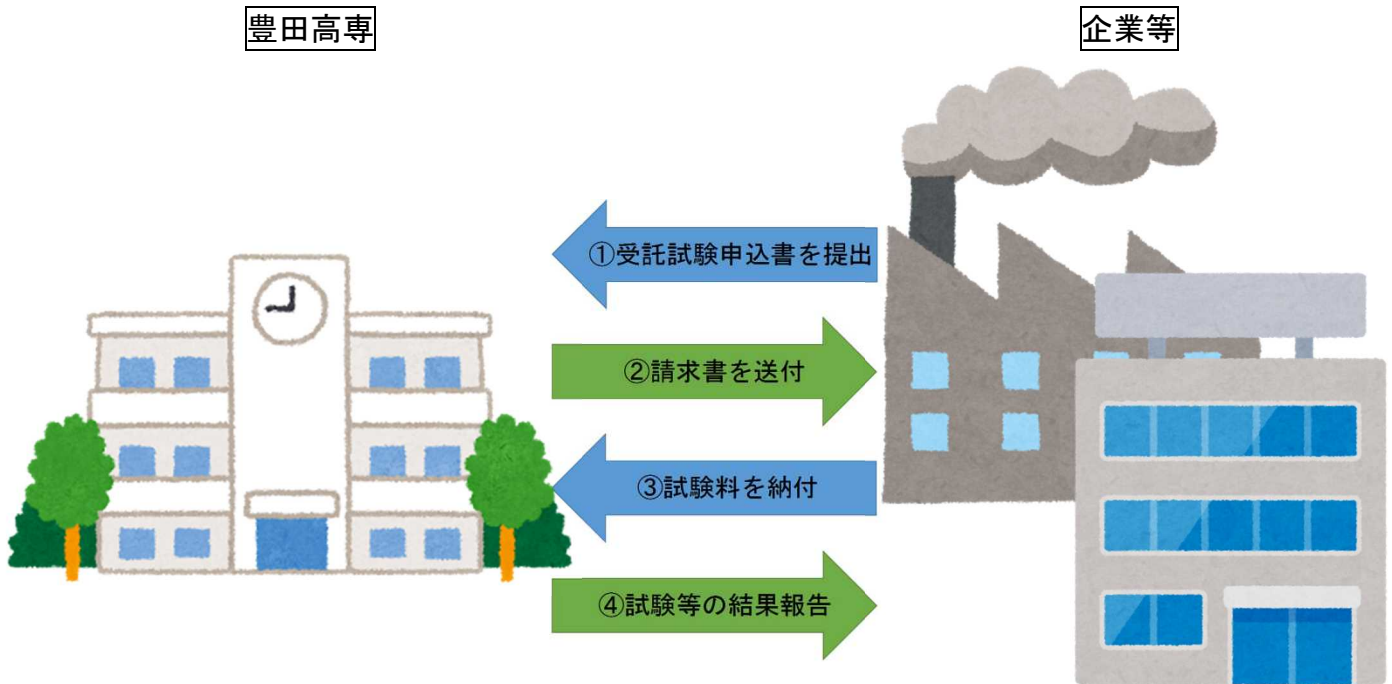 豊田高専
企業等
①受託試験申込書を提出
②請求書を送付
③試験料を納付
④試験等の結果報告